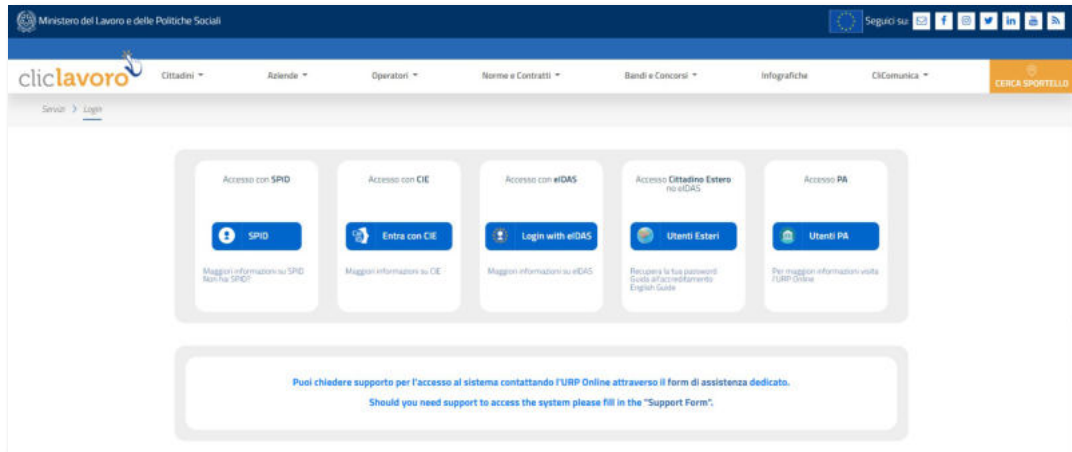 Ministero del Lavoro e delle Politiche Sociali
Seguici su:
cliclavoro
Cittadini
Aziende
Operatori
Norme e Contratti
Bandi e Concorsi
Infografiche
CliComunica
CERCA SPORTELLO
Servizi > Login
Accesso con SPID
SPID
Maggiori informazioni su SPID
Non hai SPID?
Accesso con CIE
Entra con CIE
Maggiori informazioni su CIE
Accesso con eIDAS
Login with eIDAS
Maggiori informazioni su eIDAS
Accesso Cittadino Estero
no eIDAS
Utenti Esteri
Recupera la tua password
Guida all'accreditamento
English Guide
Accesso PA
Utenti PA
Per maggiori informazioni visita
l'URP Online
Puoi chiedere supporto per l'accesso al sistema contattando l'URP Online attraverso il form di assistenza dedicato.
Should you need support to access the system please fill in the "Support Form".